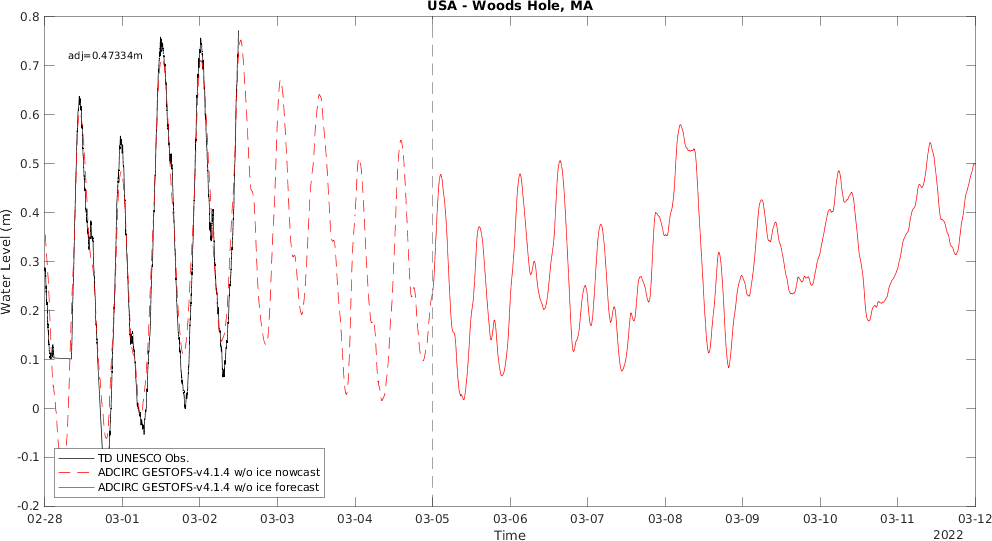 USA - Woods Hole, MA
adj=0.47334m
Water Level (m)
0.8
0.7
0.6
0.5
0.4
0.3
0.2
0.1
0
-0.1
-0.2
TD UNESCO Obs.
ADCIRC GESTOFS-v4.1.4 w/o ice nowcast
ADCIRC GESTOFS-v4.1.4 w/o ice forecast
02-28 03-01 03-02 03-03 03-04 03-05 03-06 03-07 03-08 03-09 03-10 03-11 03-12
Time
2022